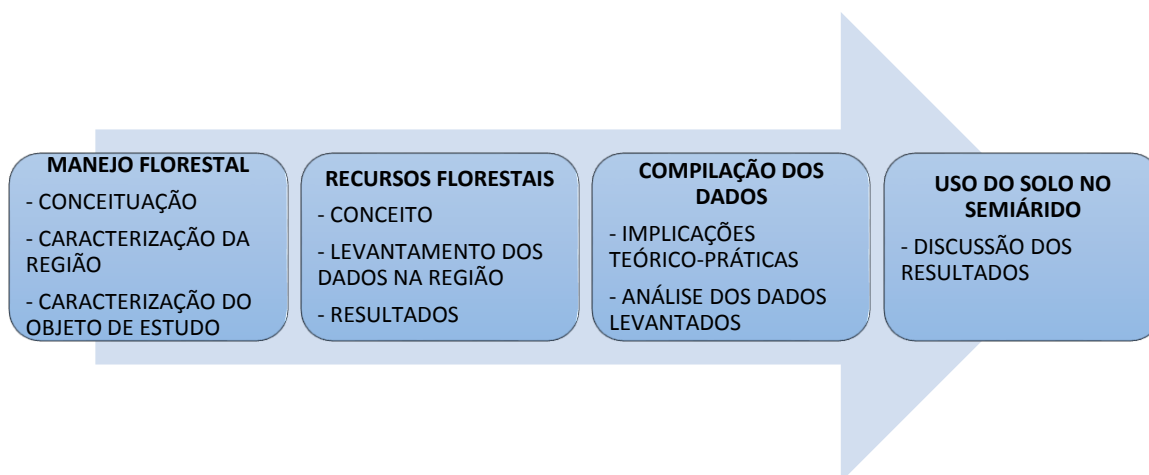 MANEJO FLORESTAL
- CONCEITUAÇÃO
- CARACTERIZAÇÃO DA
REGIÃO
- CARACTERIZAÇÃO DO
OBJETO DE ESTUDO
RECURSOS FLORESTAIS
- CONCEITO
- LEVANTAMENTO DOS
DADOS NA REGIÃO
- RESULTADOS
COMPILAÇÃO DOS
DADOS
- IMPLICAÇÕES
TEÓRICO-PRÁTICAS
- ANÁLISE DOS DADOS
LEVANTADOS
USO DO SOLO NO
SEMIÁRIDO
- DISCUSSÃO DOS
RESULTADOS